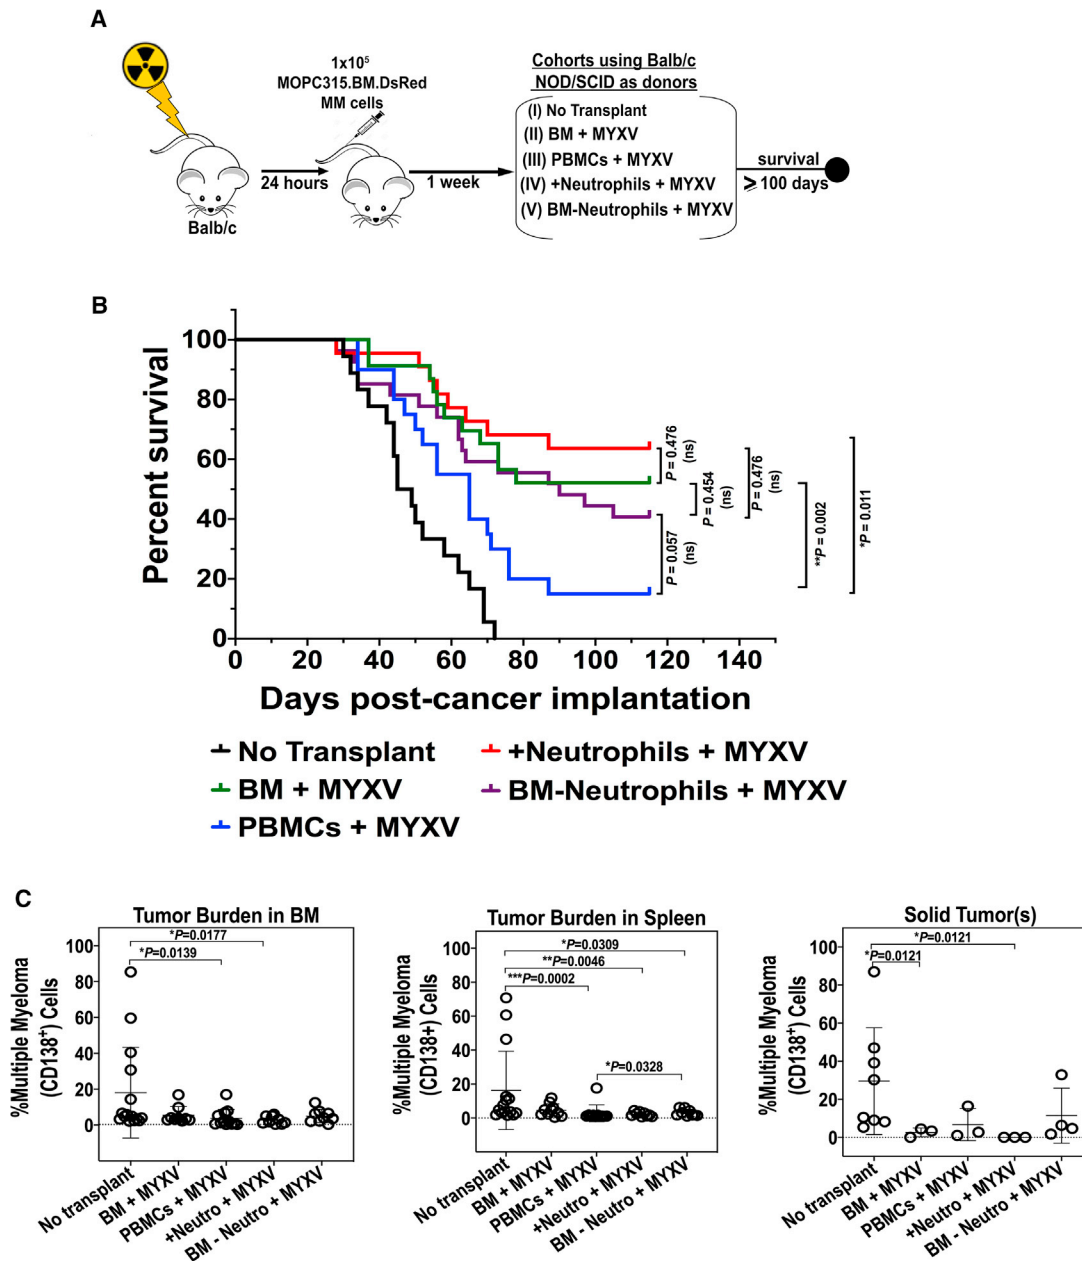 A
1x10⁵
MOPC315.BM.DsRed
MM cells
Cohorts using Balb/c
NOD/SCID as donors
(I) No Transplant
(II) BM + MYXV
(III) PBMCs + MYXV
(IV) +Neutrophils + MYXV
(V) BM-Neutrophils + MYXV
24 hours
1 week
survival
⩾ 100 days
Balb/c
B
Percent survival
100
80
60
40
20
0
0 20 40 60 80 100 120 140
Days post-cancer implantation
P = 0.476
(ns)
P = 0.454
(ns)
P = 0.057
(ns)
P = 0.476
(ns)
**P = 0.002
*P = 0.011
No Transplant
BM + MYXV
PBMCs + MYXV
+Neutrophils + MYXV
BM-Neutrophils + MYXV
C
Tumor Burden in BM
%Multiple Myeloma
(CD138⁺) Cells
100
80
60
40
20
0
*P=0.0177
*P=0.0139
No transplant
BM + MYXV
PBMCs + MYXV
+Neutro + MYXV
BM - Neutro + MYXV
Tumor Burden in Spleen
%Multiple Myeloma
(CD138+) Cells
100
80
60
40
20
0
*P=0.0309
**P=0.0046
***P=0.0002
*P=0.0328
No transplant
BM + MYXV
PBMCs + MYXV
+Neutro + MYXV
BM - Neutro + MYXV
Solid Tumor(s)
%Multiple Myeloma
(CD138⁺) Cells
100
80
60
40
20
0
*P=0.0121
*P=0.0121
No transplant
BM + MYXV
PBMCs + MYXV
+Neutro + MYXV
BM - Neutro + MYXV